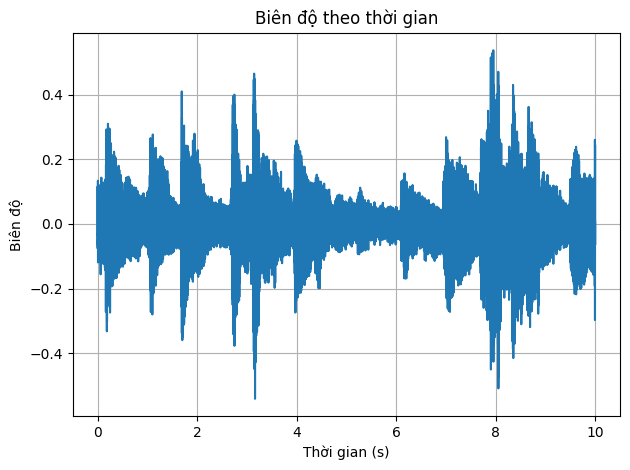 Biên độ theo thời gian
Biên độ
0.4
0.2
0.0
−0.2
−0.4
0 2 4 6 8 10
Thời gian (s)